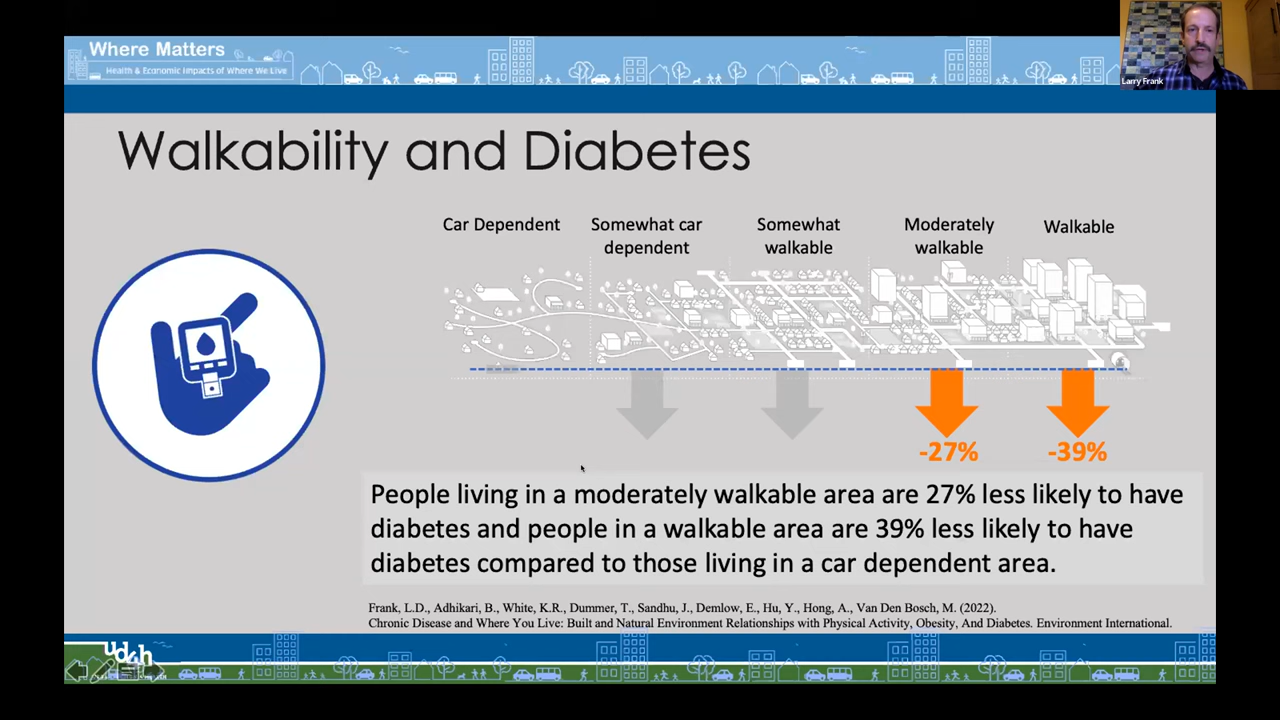 Where Matters
Health & Economic Impacts of Where We Live
Larry Frank
Walkability and Diabetes
Car Dependent
Somewhat car
dependent
Somewhat
walkable
Moderately
walkable
Walkable
-27%
-39%
People living in a moderately walkable area are 27% less likely to have
diabetes and people in a walkable area are 39% less likely to have
diabetes compared to those living in a car dependent area.
Frank, L.D., Adhikari, B., White, K.R., Dummer, T., Sandhu, J., Demlow, E., Hu, Y., Hong, A., Van Den Bosch, M. (2022).
Chronic Disease and Where You Live: Built and Natural Environment Relationships with Physical Activity, Obesity, And Diabetes. Environment International.